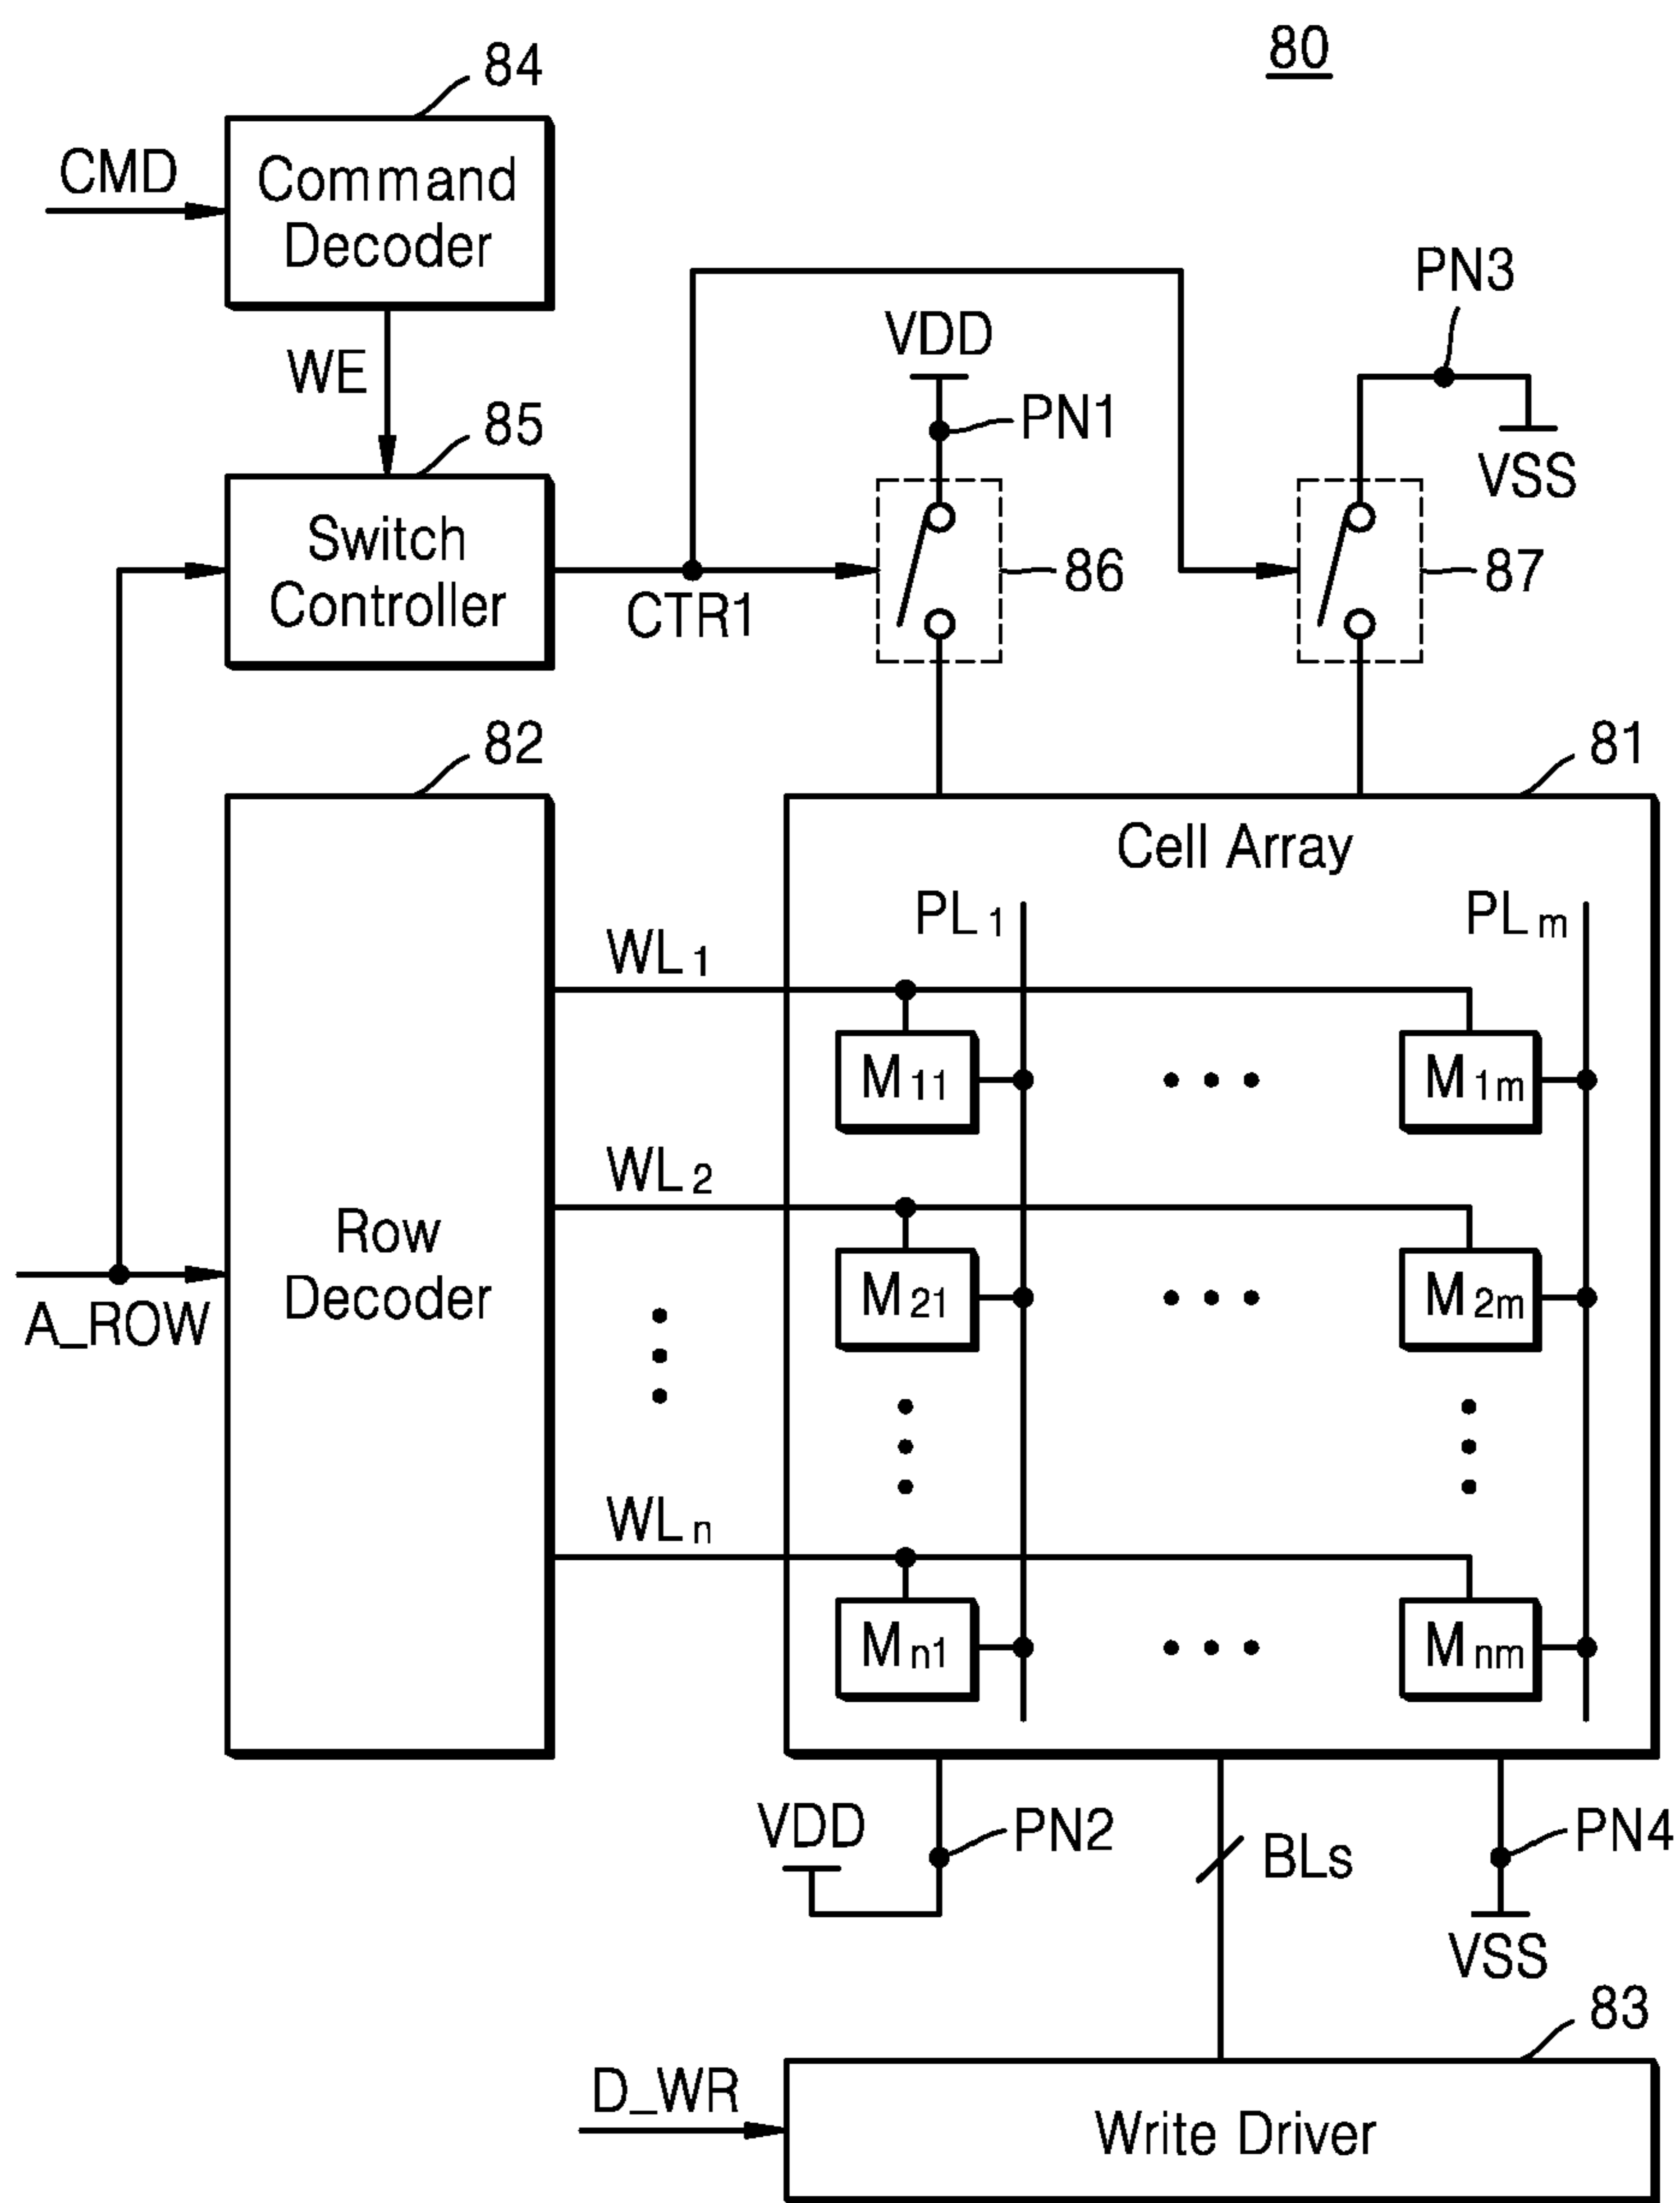 80
84
CMD
Command
Decoder
WE
VDD
PN3
PN1
VSS
85
Switch
Controller
CTR1
86
87
82
81
Cell Array
PL1
PLm
WL1
M11
M1m
WL2
M21
M2m
Row
Decoder
A_ROW
WLn
Mn1
Mnm
VDD
PN2
BLs
PN4
VSS
83
D_WR
Write Driver